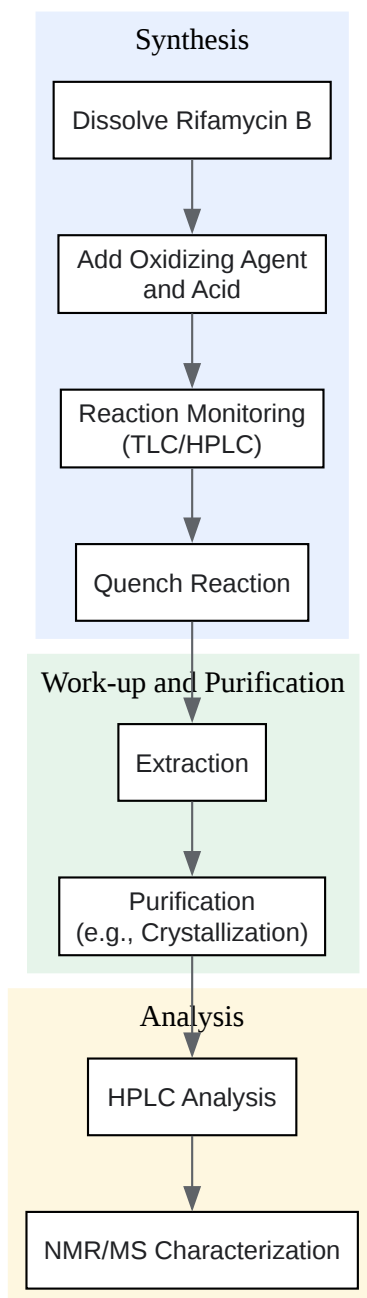 Synthesis
Dissolve Rifamycin B
Add Oxidizing Agent
and Acid
Reaction Monitoring
(TLC/HPLC)
Quench Reaction
Work-up and Purification
Extraction
Purification
(e.g., Crystallization)
Analysis
HPLC Analysis
NMR/MS Characterization